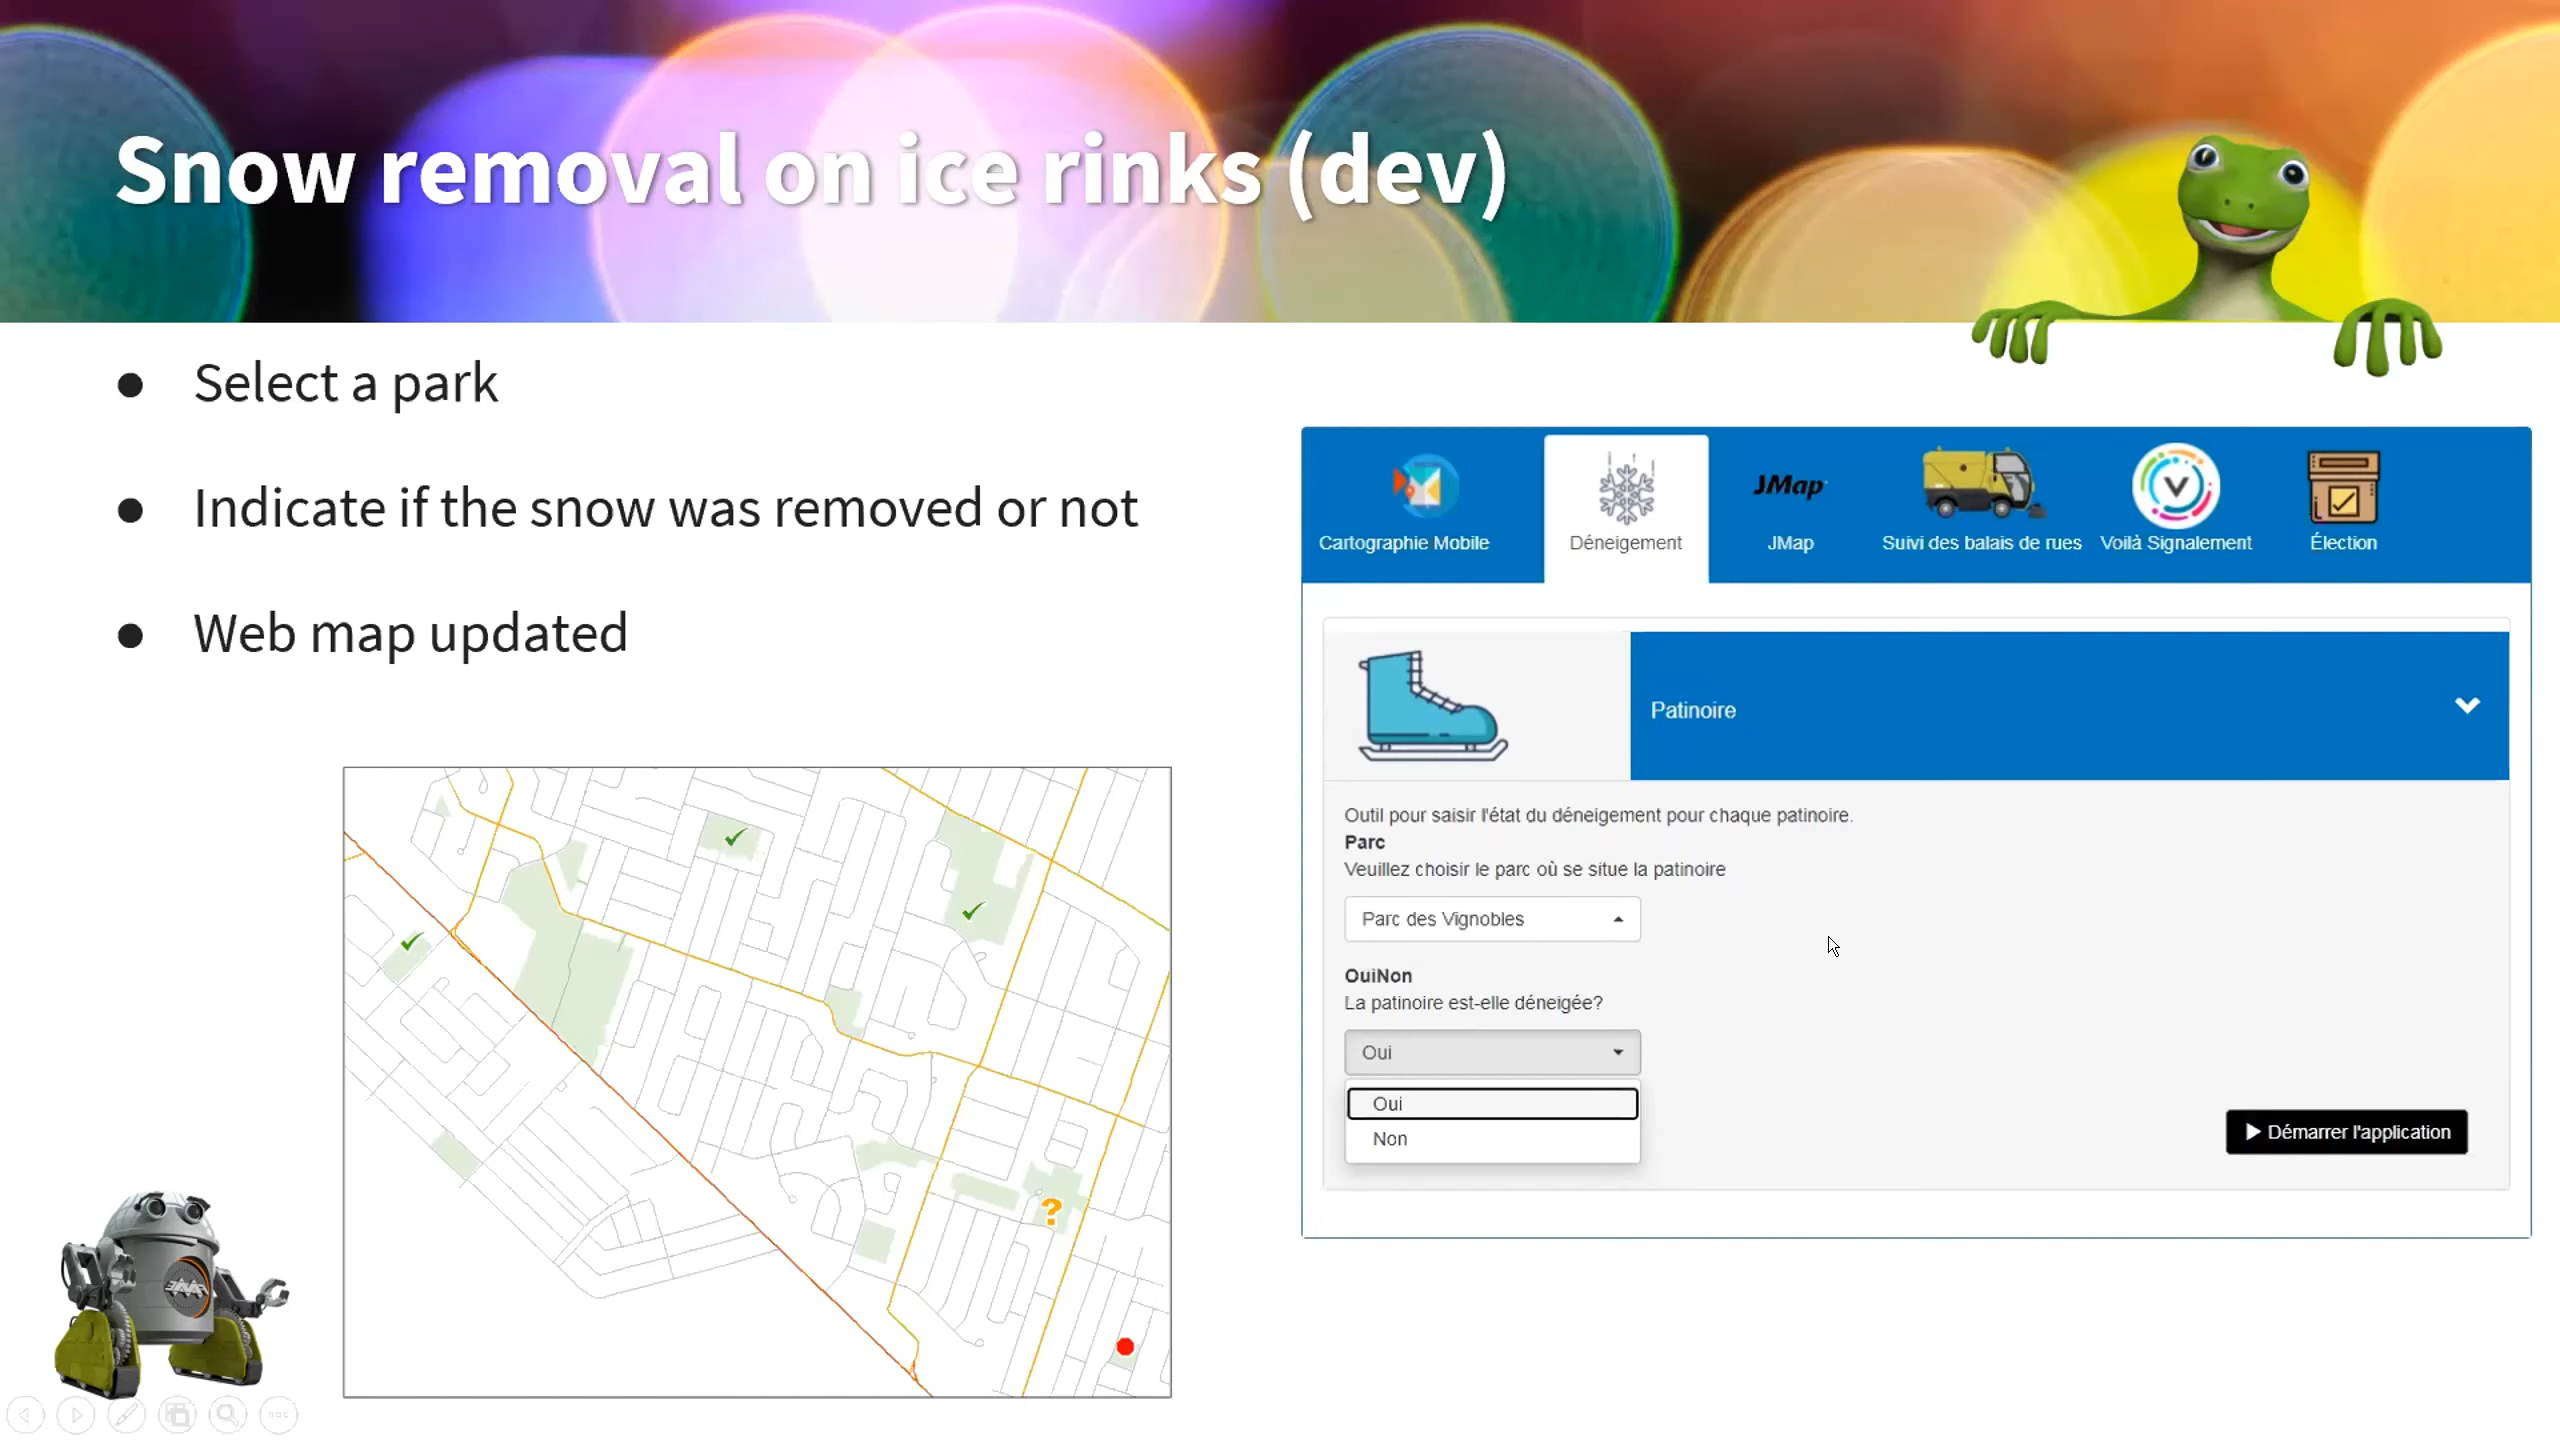 Snow removal on ice rinks (dev)
Select a park
Indicate if the snow was removed or not
Web map updated
Cartographie Mobile
Déneigement
JMap
JMap
Suivi des balais de rues
V
Voilà Signalement
Élection
Patinoire
Outil pour saisir l'état du déneigement pour chaque patinoire.
Parc
Veuillez choisir le parc où se situe la patinoire
Parc des Vignobles
OuiNon
La patinoire est-elle déneigée?
Oui
Oui
Non
Démarrer l'application
?